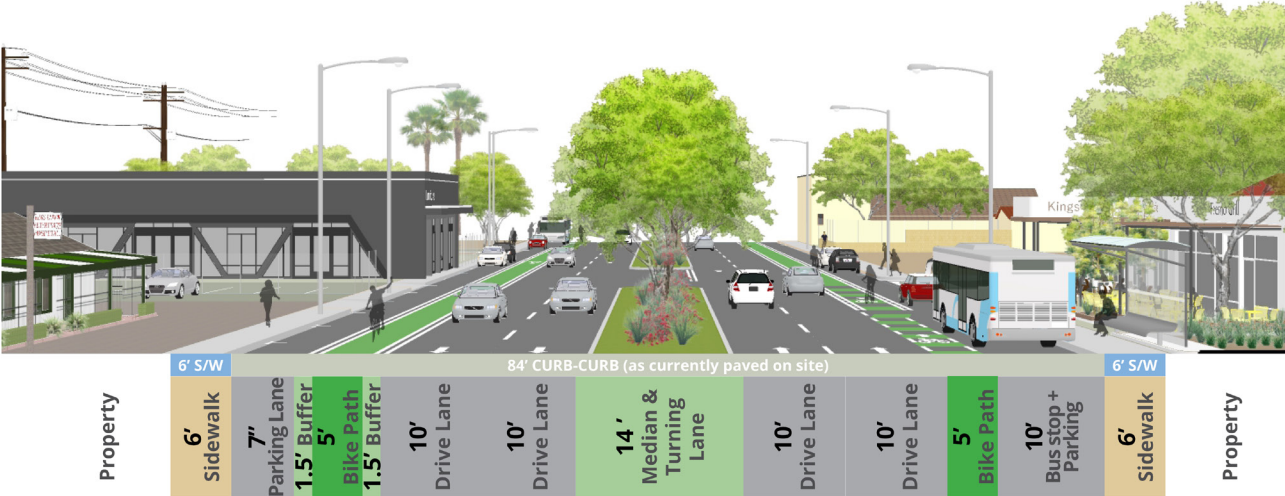 Kings
6' S/W
84' CURB-CURB (as currently paved on site)
6' S/W
Property
6'
Sidewalk
7"
Parking Lane
1.5' Buffer
5'
Bike Path
1.5' Buffer
10'
Drive Lane
10'
Drive Lane
14 '
Median &
Turning
Lane
10'
Drive Lane
10'
Drive Lane
5'
Bike Path
10'
Bus stop +
Parking
6'
Sidewalk
Property